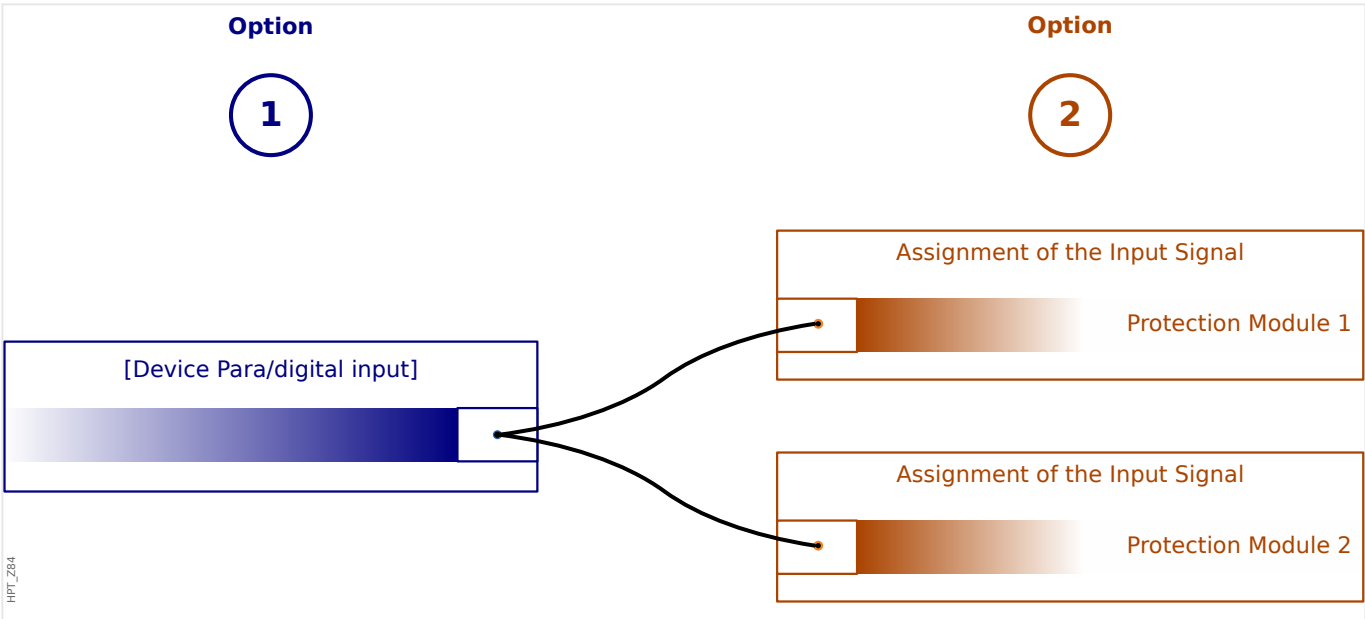 Option
1
Option
2
[Device Para/digital input]
Assignment of the Input Signal
Protection Module 1
Assignment of the Input Signal
Protection Module 2
HPT_Z84